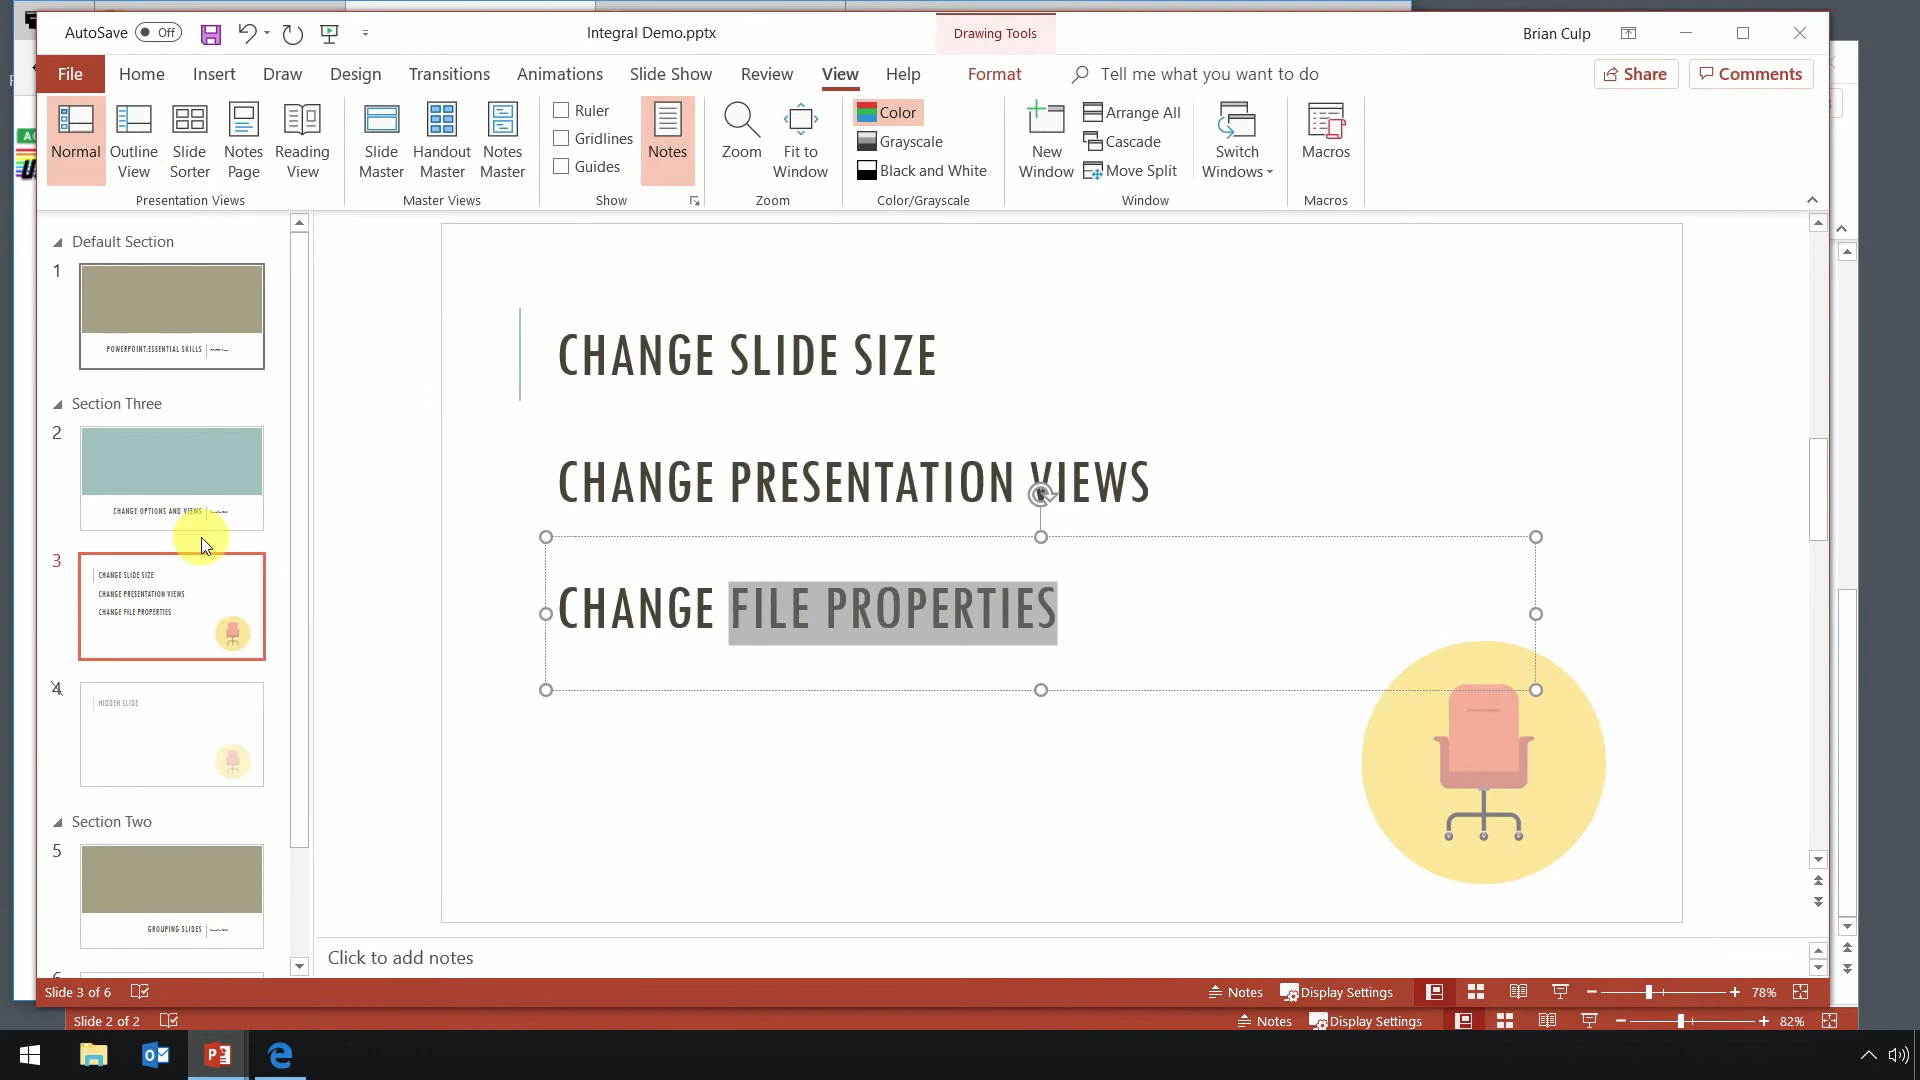 AutoSave Off Integral Demo.pptx Drawing Tools Brian Culp
File Home Insert Draw Design Transitions Animations Slide Show Review View Help Format Tell me what you want to do Share Comments
Normal Outline View Slide Sorter Notes Page Reading View
Slide Master Handout Master Notes Master
Ruler
Gridlines
Guides
Notes
Zoom Fit to Window
Color
Grayscale
Black and White
New Window
Arrange All
Cascade
Move Split
Switch Windows
Macros
Presentation Views Master Views Show Zoom Color/Grayscale Window Macros
Default Section
1
POWERPOINT:ESSENTIAL SKILLS
Section Three
2
CHANGE OPTIONS AND VIEWS
3
CHANGE SLIDE SIZE
CHANGE PRESENTATION VIEWS
CHANGE FILE PROPERTIES
4
HIDDEN SLIDE
Section Two
5
GROUPING SLIDES
6
CHANGE SLIDE SIZE
CHANGE PRESENTATION VIEWS
CHANGE FILE PROPERTIES
Click to add notes
Slide 3 of 6 Notes Display Settings 78%
Slide 2 of 2 Notes Display Settings 82%